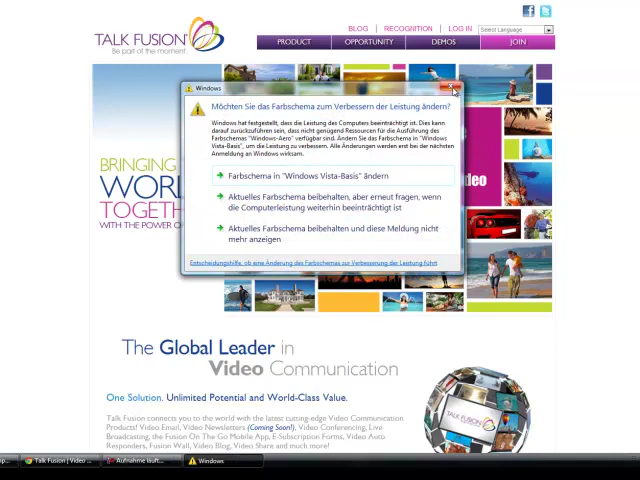 TALK FUSION
Be part of the moment.
BLOG | RECOGNITION | LOG IN
Select Language
PRODUCT OPPORTUNITY DEMOS JOIN
Windows
Möchten Sie das Farbschema zum Verbessern der Leistung ändern?
Windows hat festgestellt, dass die Leistung des Computers beeinträchtigt ist. Dies kann
darauf zurückzuführen sein, dass nicht genügend Ressourcen für die Ausführung des
Farbschemas "Windows-Aero" verfügbar sind. Ändern Sie das Farbschema in "Windows
Vista-Basis", um die Leistung zu verbessern. Alle Änderungen werden erst bei der nächsten
Anmeldung an Windows wirksam.
Farbschema in "Windows Vista-Basis" ändern
Aktuelles Farbschema beibehalten, aber erneut fragen, wenn
die Computerleistung weiterhin beeinträchtigt ist
Aktuelles Farbschema beibehalten und diese Meldung nicht
mehr anzeigen
Entscheidungshilfe, ob eine Änderung des Farbschemas zur Verbesserung der Leistung führt
BRINGING
WORL
TOGETH
WITH THE POWER O
deo
The Global Leader in
Video Communication
One Solution. Unlimited Potential and World-Class Value.
Talk Fusion connects you to the world with the latest cutting-edge Video Communication
Products! Video Email, Video Newsletters (Coming Soon!), Video Conferencing, Live
Broadcasting, the Fusion On The Go Mobile App, E-Subscription Forms, Video Auto
Responders, Fusion Wall, Video Blog, Video Share and much more!
TALK FUSION
p... Talk Fusion | Video ... Aufnahme läuft... Windows